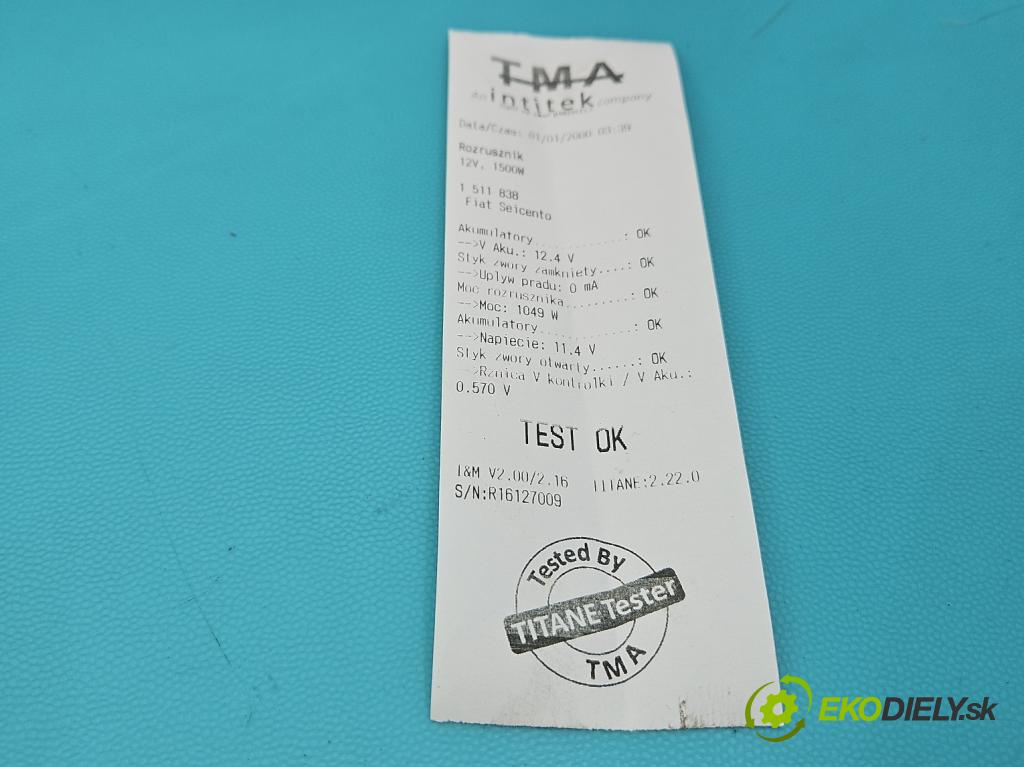 TMA
An intitek company
Data/Czas: 01/01/2000 03:39
Rozrusznik
12V, 1500W
1 511 838
Fiat Seicento
Akumulatory.............: OK
-->V Aku.: 12.4 V
Styk zwory zamkniety....: OK
-->Uplyw pradu: 0 mA
Moc rozrusznika.........: OK
-->Moc: 1049 W
Akumulatory.............: OK
-->Napiecie: 11.4 V
Styk zwory otwarty......: OK
-->Rznica V kontrolki / V Aku.:
0.570 V
TEST OK
I&M V2.00/2.16 TITANE:2.22.0
S/N:R16127009
Tested By
TITANE Tester
TMA
EKODIELY.sk